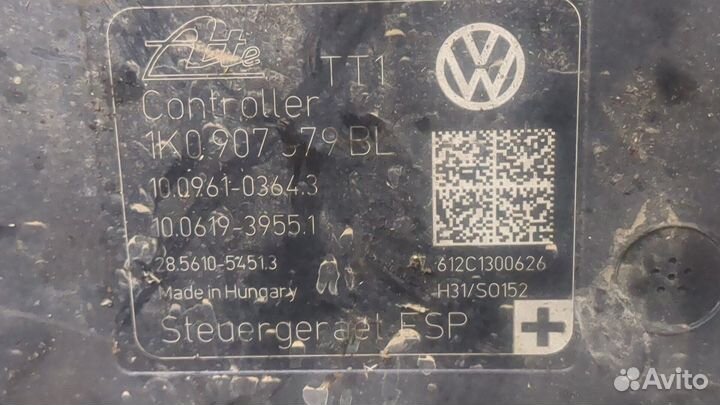 Ate
TT1
Controller
1K0 907 379 BL
10.0961-0364.3
10.0619-3955.1
28.5610-5451.3
612C1300626
Made in Hungary
H31/S0152
Steuergeraet ESP
Avito